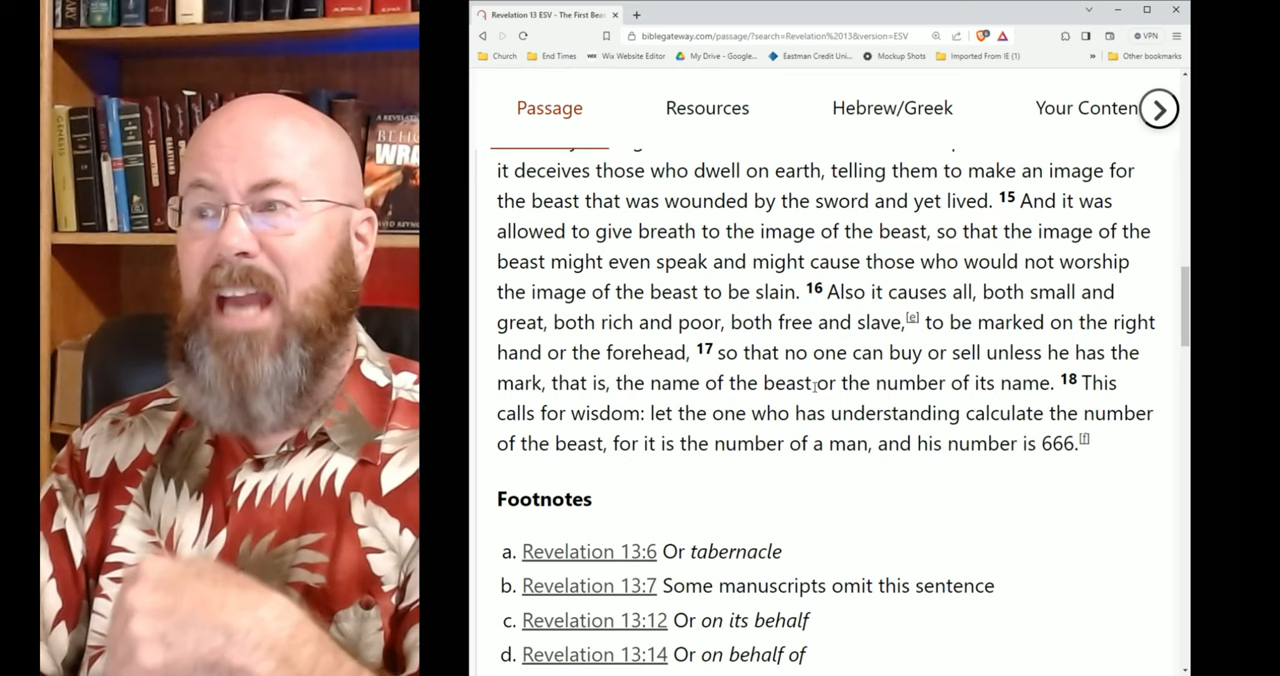 GENESIS
A REVEL
BEHO
WRA
DAVID REYNO
Revelation 13 ESV - The First Beas
biblegateway.com/passage/?search=Revelation%2013&version=ESV
VPN
Church End Times WIX Wix Website Editor My Drive - Google... Eastman Credit Uni... Mockup Shots Imported From IE (1) » Other bookmarks
Passage Resources Hebrew/Greek Your Conten
it deceives those who dwell on earth, telling them to make an image for
the beast that was wounded by the sword and yet lived. 15 And it was
allowed to give breath to the image of the beast, so that the image of the
beast might even speak and might cause those who would not worship
the image of the beast to be slain. 16 Also it causes all, both small and
great, both rich and poor, both free and slave,[e] to be marked on the right
hand or the forehead, 17 so that no one can buy or sell unless he has the
mark, that is, the name of the beast or the number of its name. 18 This
calls for wisdom: let the one who has understanding calculate the number
of the beast, for it is the number of a man, and his number is 666.[f]
Footnotes
a. Revelation 13:6 Or tabernacle
b. Revelation 13:7 Some manuscripts omit this sentence
c. Revelation 13:12 Or on its behalf
d. Revelation 13:14 Or on behalf of